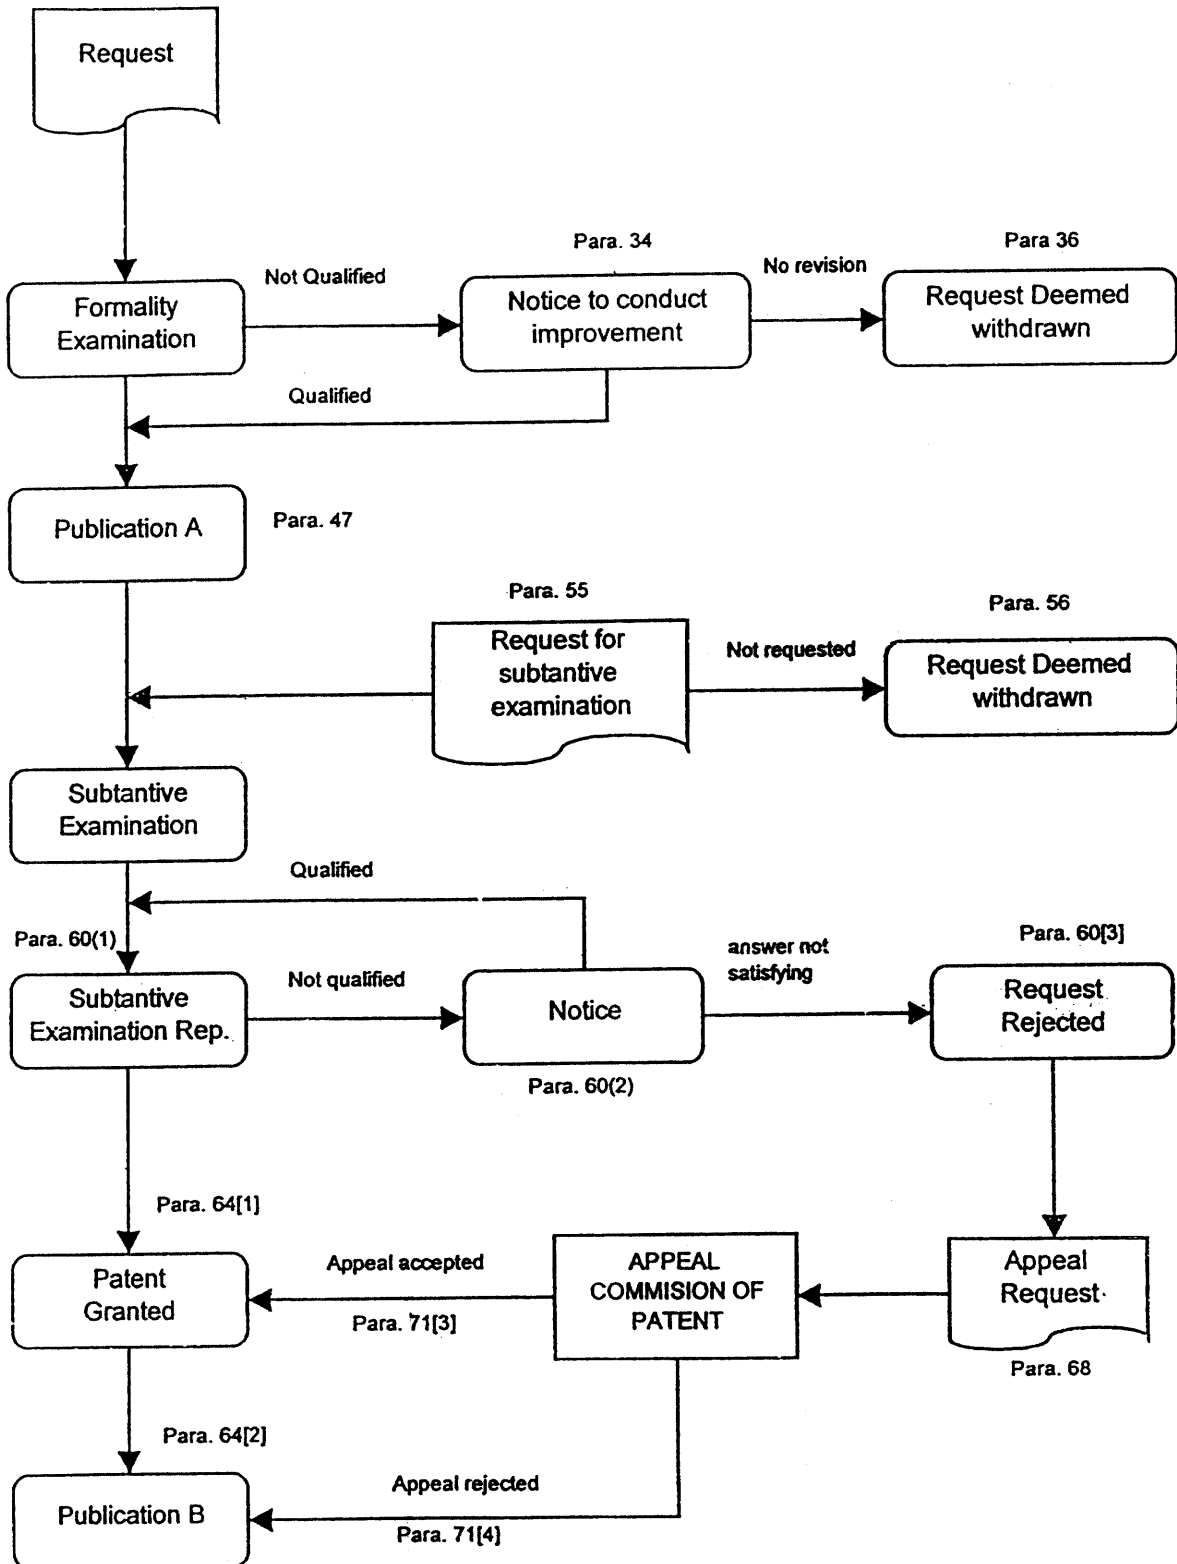 Request
Para. 34
Para 36
Not Qualified
No revision
Formality
Examination
Notice to conduct
improvement
Request Deemed
withdrawn
Qualified
Publication A
Para. 47
Para. 55
Para. 56
Request for
subtantive
examination
Not requested
Request Deemed
withdrawn
Subtantive
Examination
Qualified
Para. 60(1)
answer not
satisfying
Para. 60[3]
Subtantive
Examination Rep.
Not qualified
Notice
Request
Rejected
Para. 60(2)
Para. 64[1]
Patent
Granted
Appeal accepted
Para. 71[3]
APPEAL
COMMISION OF
PATENT
Appeal
Request
Para. 68
Para. 64[2]
Publication B
Appeal rejected
Para. 71[4]